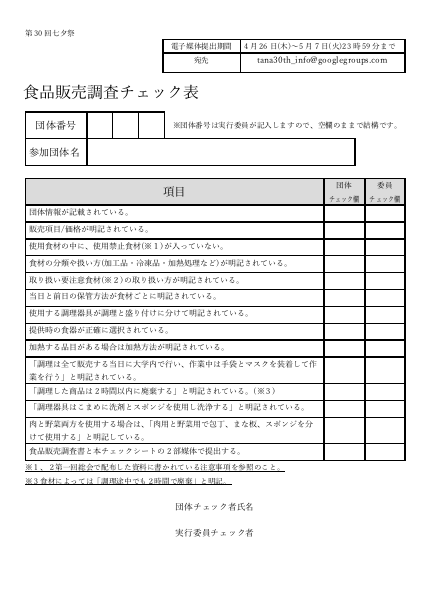 第30回七夕祭
電子媒体提出期間 4月26日(木)～5月7日(火)23時59分まで
宛先 tana30th_info@googlegroups.com
食品販売調査チェック表
団体番号 ※団体番号は実行委員が記入しますので、空欄のままで結構です。
参加団体名
項目 団体 委員
チェック欄 チェック欄
団体情報が記載されている。
販売項目/価格が明記されている。
使用食材の中に、使用禁止食材(※1)が入っていない。
食材の分類や扱い方(加工品・冷凍品・加熱処理など)が明記されている。
取り扱い要注意食材(※2)の取り扱い方が明記されている。
当日と前日の保管方法が食材ごとに明記されている。
使用する調理器具が調理と盛り付けに分けて明記されている。
提供時の食器が正確に選択されている。
加熱する品目がある場合は加熱方法が明記されている。
「調理は全て販売する当日に大学内で行い、作業中は手袋とマスクを装着して作
業を行う」と明記されている。
「調理した商品は2時間以内に廃棄する」と明記されている。(※3)
「調理器具はこまめに洗剤とスポンジを使用し洗浄する」と明記されている。
肉と野菜両方を使用する場合は、「肉用と野菜用で包丁、まな板、スポンジを分
けて使用する」と明記している。
食品販売調査書と本チェックシートの2部媒体で提出する。
※1、2第一回総会で配布した資料に書かれている注意事項を参照のこと。
※3食材によっては「調理途中でも2時間で廃棄」と明記。
団体チェック者氏名
実行委員チェック者